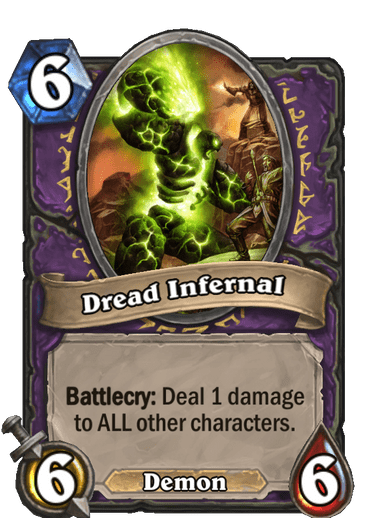 6
Dread Infernal
Battlecry: Deal 1 damage
to ALL other characters.
6
Demon
6